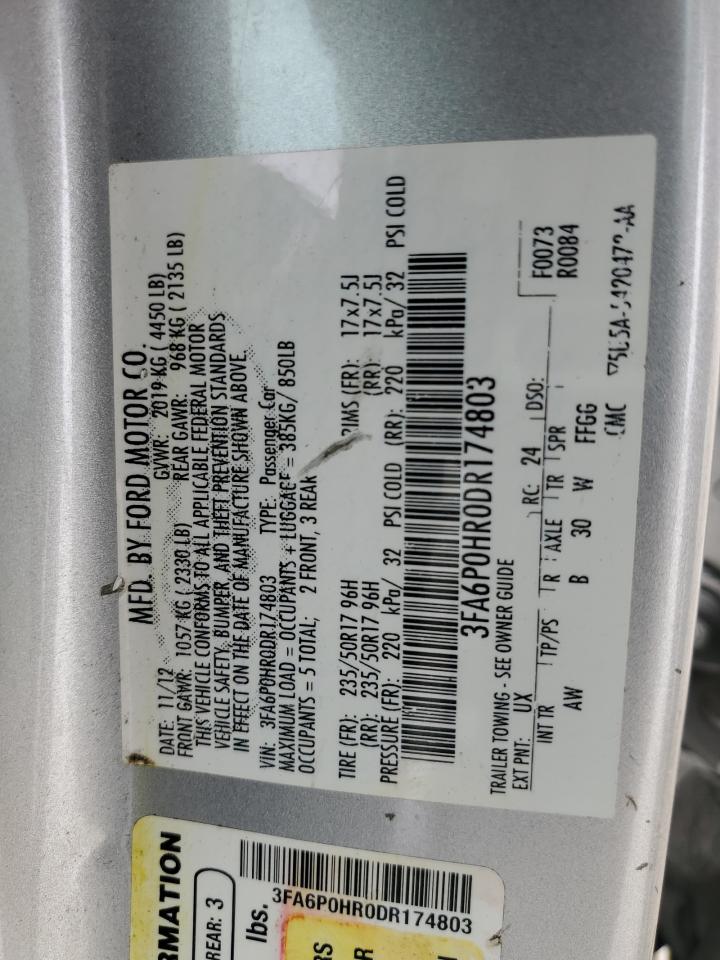 MFD. BY FORD MOTOR CO.
DATE: 11/12 GVWR: 2019 KG ( 4450 LB)
FRONT GAWR: 1057 KG ( 2330 LB) REAR GAWR: 968 KG ( 2135 LB)
THIS VEHICLE CONFORMS TO ALL APPLICABLE FEDERAL MOTOR
VEHICLE SAFETY, BUMPER, AND THEFT PREVENTION STANDARDS
IN EFFECT ON THE DATE OF MANUFACTURE SHOWN ABOVE.
VIN: 3FA6P0HR0DR174803 TYPE: Passenger Car
MAXIMUM LOAD = OCCUPANTS + LUGGAGE = 385KG/ 850LB
OCCUPANTS = 5 TOTAL; 2 FRONT, 3 REAR
TIRE (FR): 235/50R17 96H RIMS (FR): 17x7.5J
(RR): 235/50R17 96H (RR): 17x7.5J
PRESSURE (FR): 220 kPa/ 32 PSI COLD (RR): 220 kPa/ 32 PSI COLD
3FA6P0HR0DR174803
TRAILER TOWING - SEE OWNER GUIDE
EXT PNT: UX RC: 24 DSO: F0073
R0084
INT TR TP/PS R AXLE TR SPR
AW B 30 W FFGG
CMC
RMATION
REAR: 3
lbs.
3FA6P0HR0DR174803
RS
R